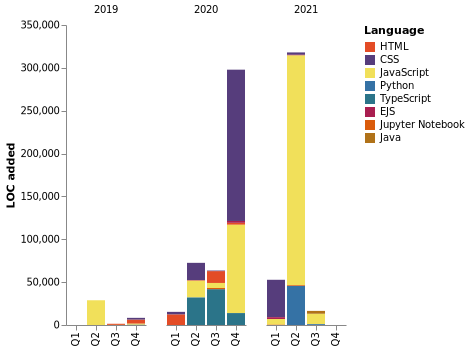 2019 2020 2021
Language
HTML
CSS
JavaScript
Python
TypeScript
EJS
Jupyter Notebook
Java
LOC added
350,000
300,000
250,000
200,000
150,000
100,000
50,000
0
Q1 Q2 Q3 Q4 Q1 Q2 Q3 Q4 Q1 Q2 Q3 Q4